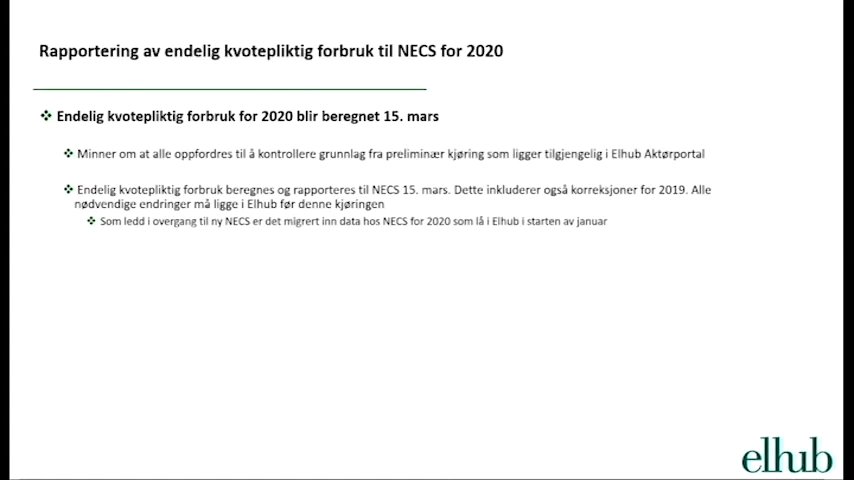 Rapportering av endelig kvotepliktig forbruk til NECS for 2020
❖ Endelig kvotepliktig forbruk for 2020 blir beregnet 15. mars
❖ Minner om at alle oppfordres til å kontrollere grunnlag fra preliminær kjøring som ligger tilgjengelig i Elhub Aktørportal
❖ Endelig kvotepliktig forbruk beregnes og rapporteres til NECS 15. mars. Dette inkluderer også korreksjoner for 2019. Alle
nødvendige endringer må ligge i Elhub før denne kjøringen
❖ Som ledd i overgang til ny NECS er det migrert inn data hos NECS for 2020 som lå i Elhub i starten av januar
elhub